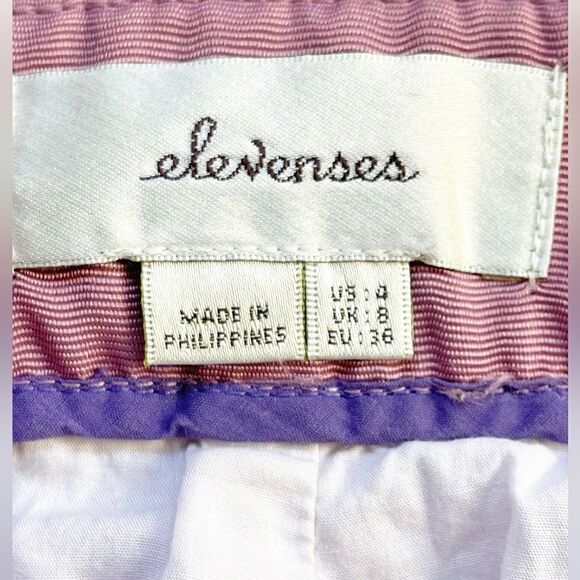 elevenses
MADE IN
PHILIPPINES
US : 4
UK : 8
EU : 36